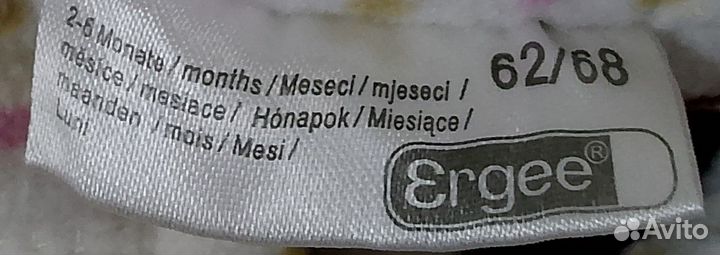 2-6 Monate / months / Meseci / mjeseci /
měsíce / mesiace / Hónapok / Miesiące /
maanden / mois / Mesi /
Luni
62/68
Ergee®
Avito